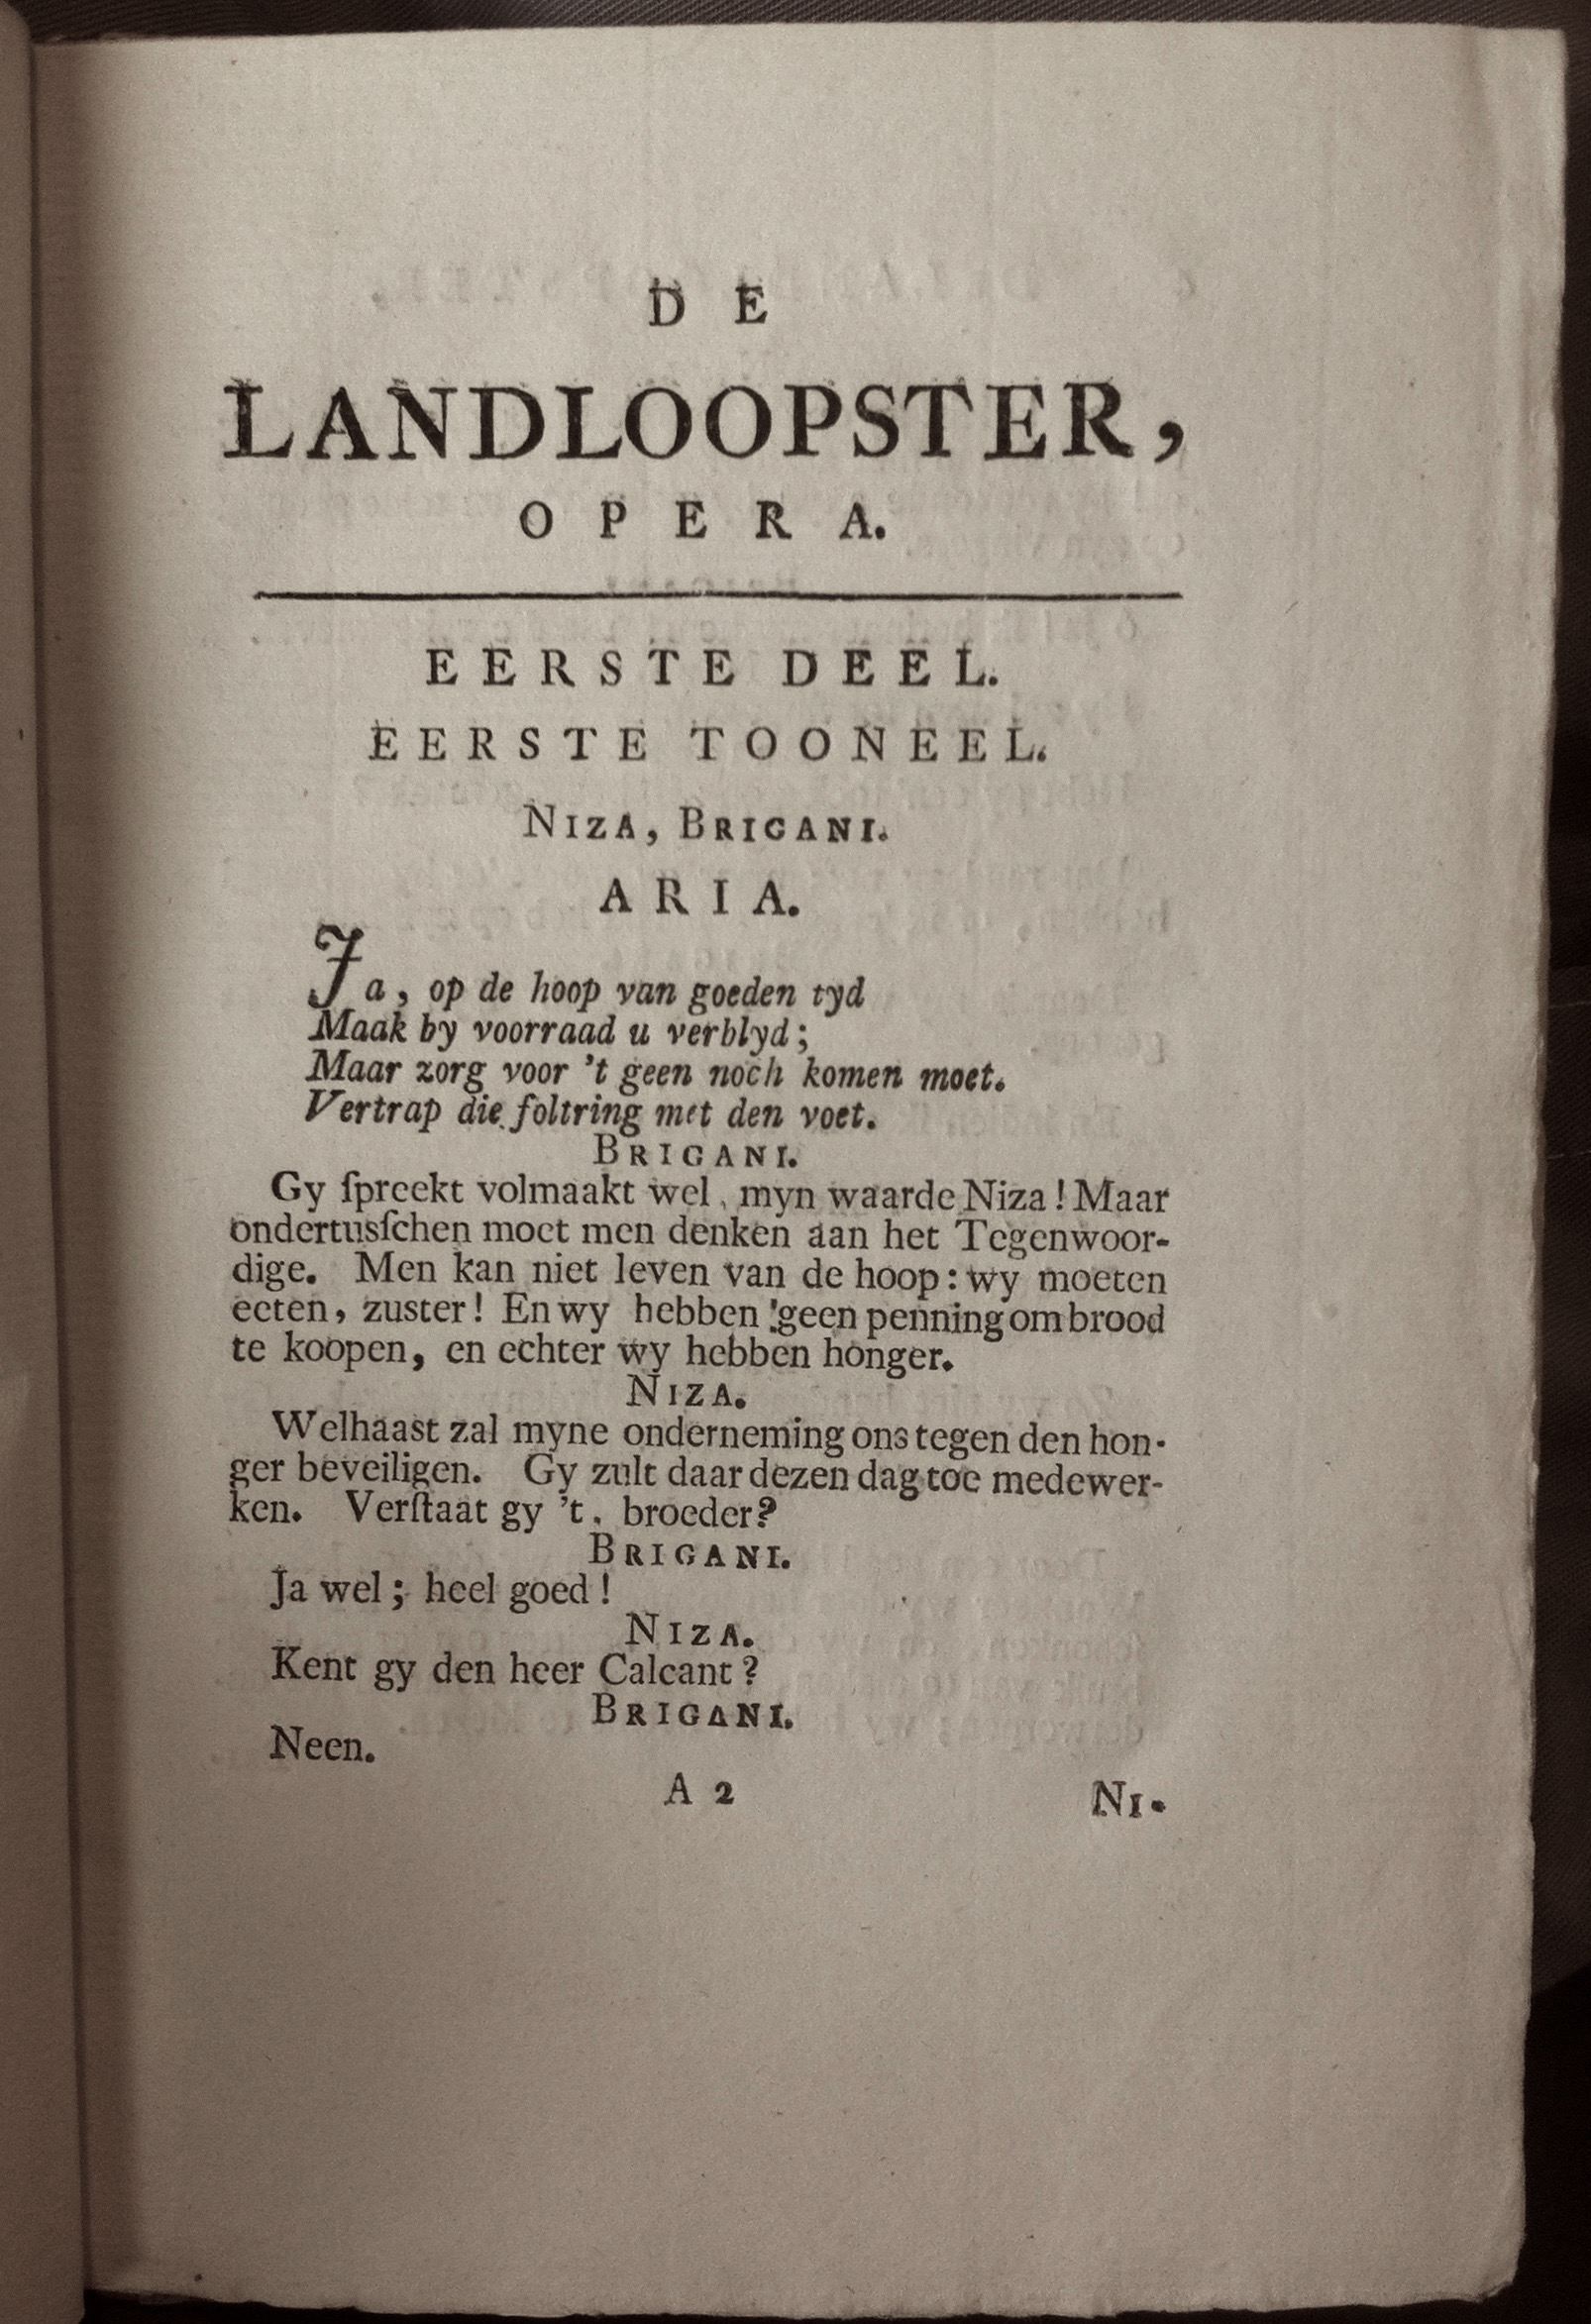 D E
LANDLOOPSTER,
O P E R A.
EERSTE DEEL.
EERSTE TOONEEL.
NIZA, BRIGANI.
ARIA.
Ja, op de hoop van goeden tyd
Maak by voorraad u verblyd;
Maar zorg voor 't geen noch komen moet.
Vertrap die foltring met den voet.
BRIGANI.
Gy ſpreekt volmaakt wel, myn waarde Niza! Maar
ondertusſchen moet men denken aan het Tegenwoor-
dige. Men kan niet leven van de hoop: wy moeten
eeten, zuster! En wy hebben geen penning om brood
te koopen, en echter wy hebben honger.
NIZA.
Welhaast zal myne onderneming ons tegen den hon-
ger beveiligen. Gy zult daar dezen dag toe medewer-
ken. Verſtaat gy 't, broeder?
BRIGANI.
Ja wel; heel goed!
NIZA.
Kent gy den heer Calcant?
BRIGANI.
Neen.
A 2 NI-